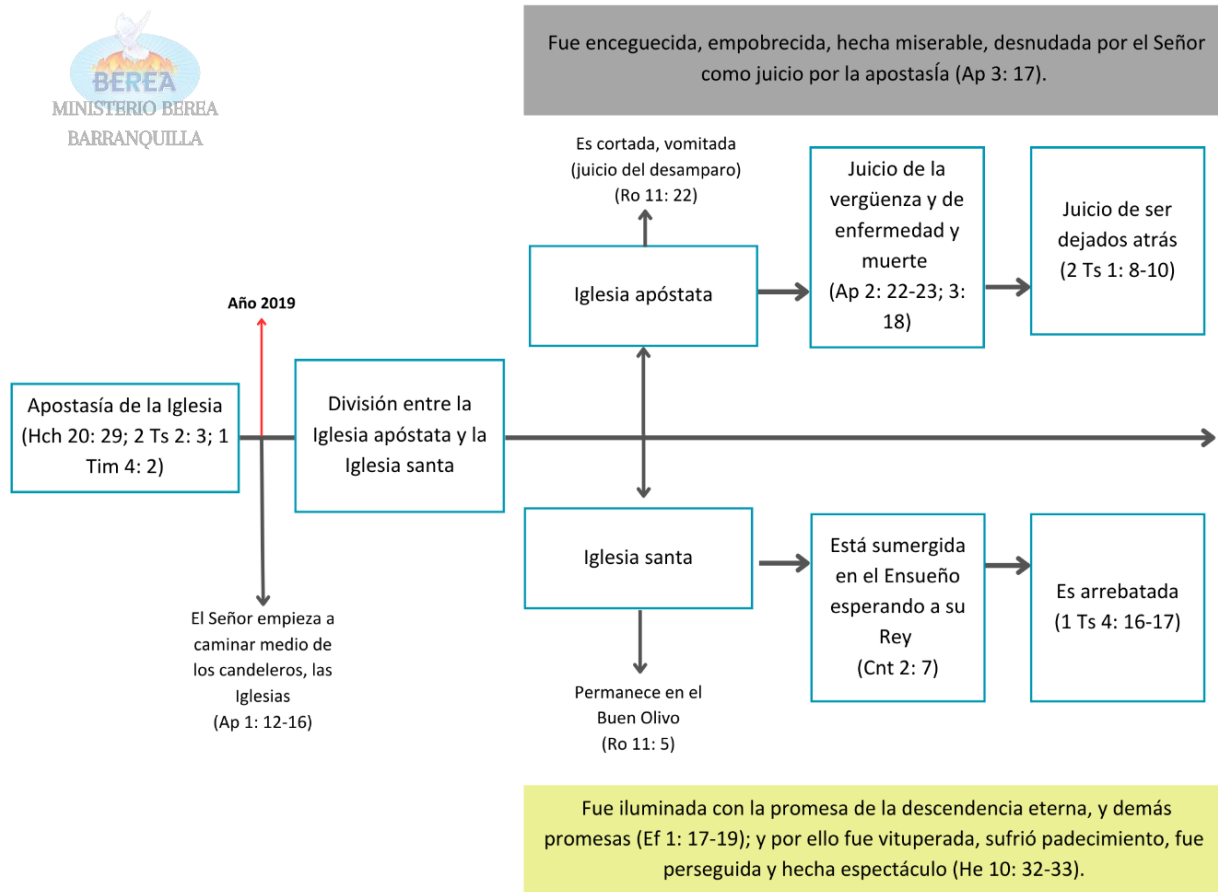 BEREA
MINISTERIO BEREA
BARRANQUILLA
Fue enceguecida, empobrecida, hecha miserable, desnudada por el Señor
como juicio por la apostasÍa (Ap 3: 17).
Es cortada, vomitada
(juicio del desamparo)
(Ro 11: 22)
Iglesia apóstata
Juicio de la
vergüenza y de
enfermedad y
muerte
(Ap 2: 22-23; 3:
18)
Juicio de ser
dejados atrás
(2 Ts 1: 8-10)
Año 2019
Apostasía de la Iglesia
(Hch 20: 29; 2 Ts 2: 3; 1
Tim 4: 2)
División entre la
Iglesia apóstata y la
Iglesia santa
El Señor empieza a
caminar medio de
los candeleros, las
Iglesias
(Ap 1: 12-16)
Iglesia santa
Permanece en el
Buen Olivo
(Ro 11: 5)
Está sumergida
en el Ensueño
esperando a su
Rey
(Cnt 2: 7)
Es arrebatada
(1 Ts 4: 16-17)
Fue iluminada con la promesa de la descendencia eterna, y demás
promesas (Ef 1: 17-19); y por ello fue vituperada, sufrió padecimiento, fue
perseguida y hecha espectáculo (He 10: 32-33).